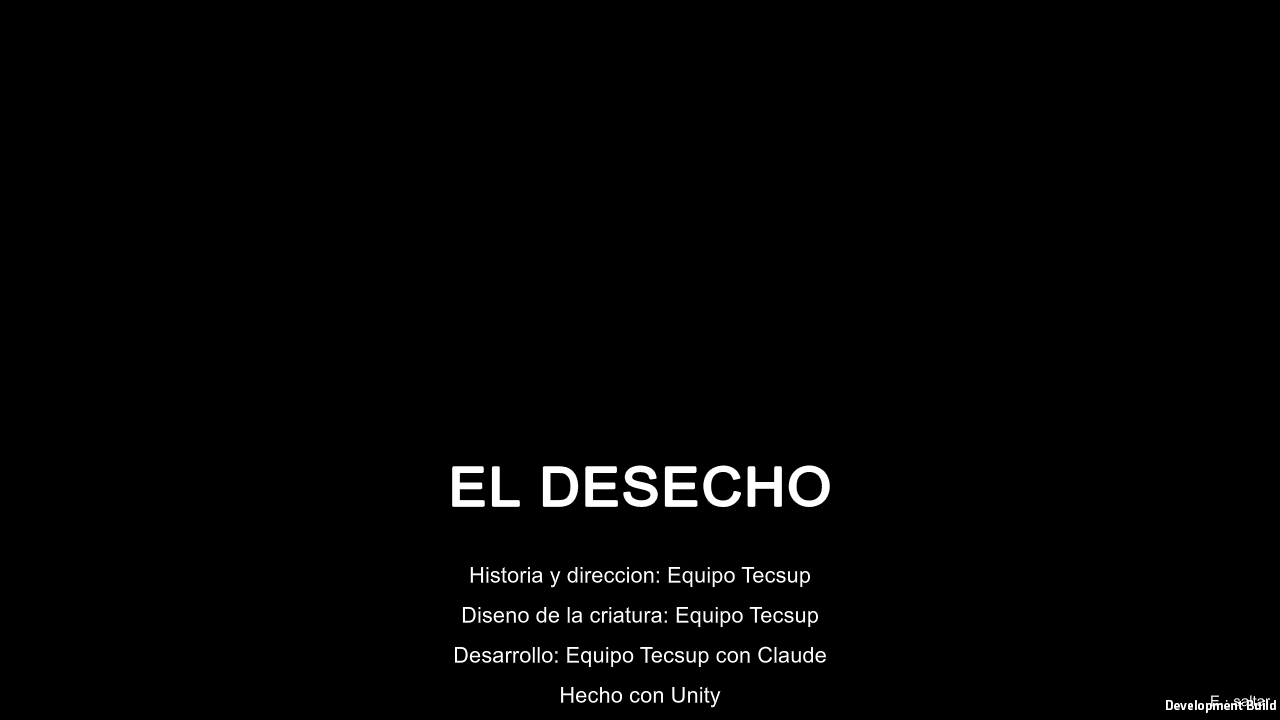 EL DESECHO
Historia y direccion: Equipo Tecsup
Diseno de la criatura: Equipo Tecsup
Desarrollo: Equipo Tecsup con Claude
Hecho con Unity
E - saltar
Development Build